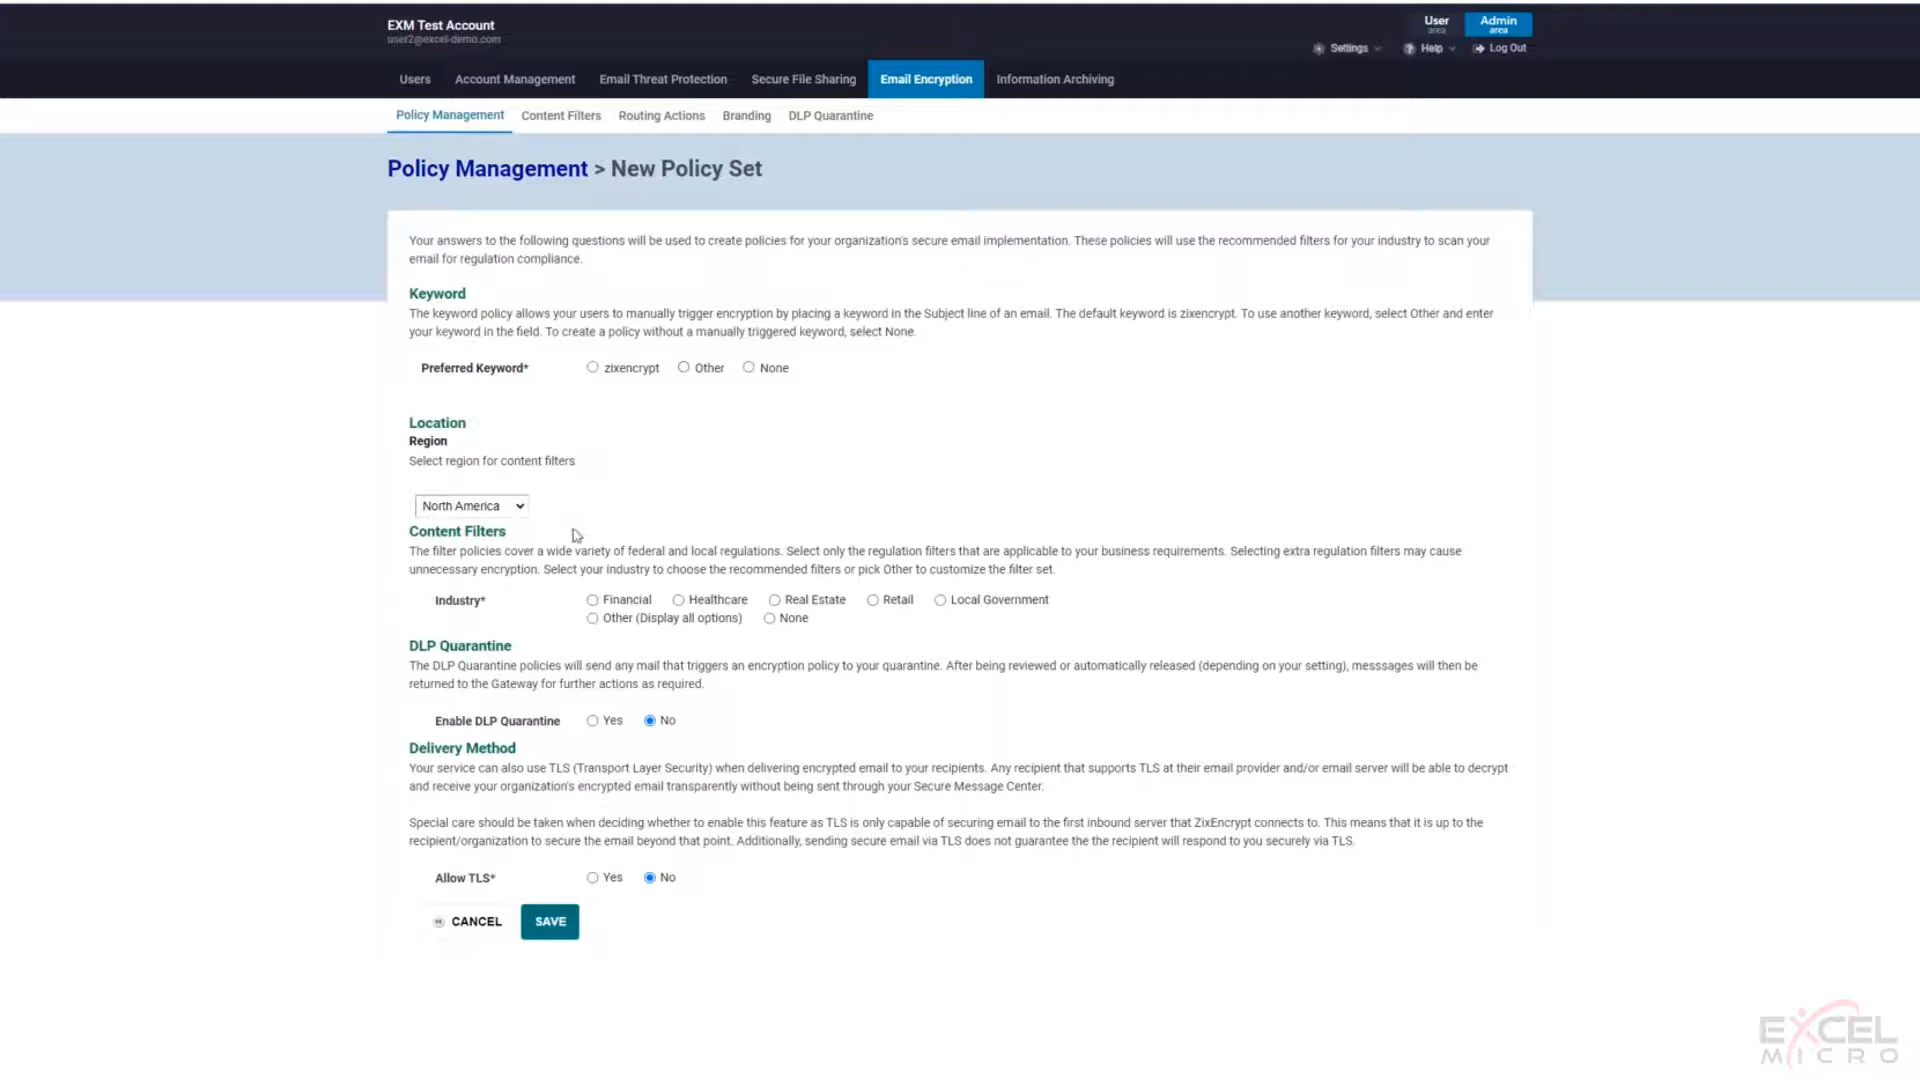 EXM Test Account
user2@excel-demo.com
User
area
Admin
area
Settings
Help
Log Out
Users
Account Management
Email Threat Protection
Secure File Sharing
Email Encryption
Information Archiving
Policy Management
Content Filters
Routing Actions
Branding
DLP Quarantine
Policy Management > New Policy Set
Your answers to the following questions will be used to create policies for your organization's secure email implementation. These policies will use the recommended filters for your industry to scan your
email for regulation compliance.
Keyword
The keyword policy allows your users to manually trigger encryption by placing a keyword in the Subject line of an email. The default keyword is zixencrypt. To use another keyword, select Other and enter
your keyword in the field. To create a policy without a manually triggered keyword, select None.
Preferred Keyword* zixencrypt Other None
Location
Region
Select region for content filters
North America
Content Filters
The filter policies cover a wide variety of federal and local regulations. Select only the regulation filters that are applicable to your business requirements. Selecting extra regulation filters may cause
unnecessary encryption. Select your industry to choose the recommended filters or pick Other to customize the filter set.
Industry* Financial Healthcare Real Estate Retail Local Government
Other (Display all options) None
DLP Quarantine
The DLP Quarantine policies will send any mail that triggers an encryption policy to your quarantine. After being reviewed or automatically released (depending on your setting), messsages will then be
returned to the Gateway for further actions as required.
Enable DLP Quarantine Yes No
Delivery Method
Your service can also use TLS (Transport Layer Security) when delivering encrypted email to your recipients. Any recipient that supports TLS at their email provider and/or email server will be able to decrypt
and receive your organization's encrypted email transparently without being sent through your Secure Message Center.
Special care should be taken when deciding whether to enable this feature as TLS is only capable of securing email to the first inbound server that ZixEncrypt connects to. This means that it is up to the
recipient/organization to secure the email beyond that point. Additionally, sending secure email via TLS does not guarantee the the recipient will respond to you securely via TLS.
Allow TLS* Yes No
CANCEL SAVE
EXCEL
MICRO